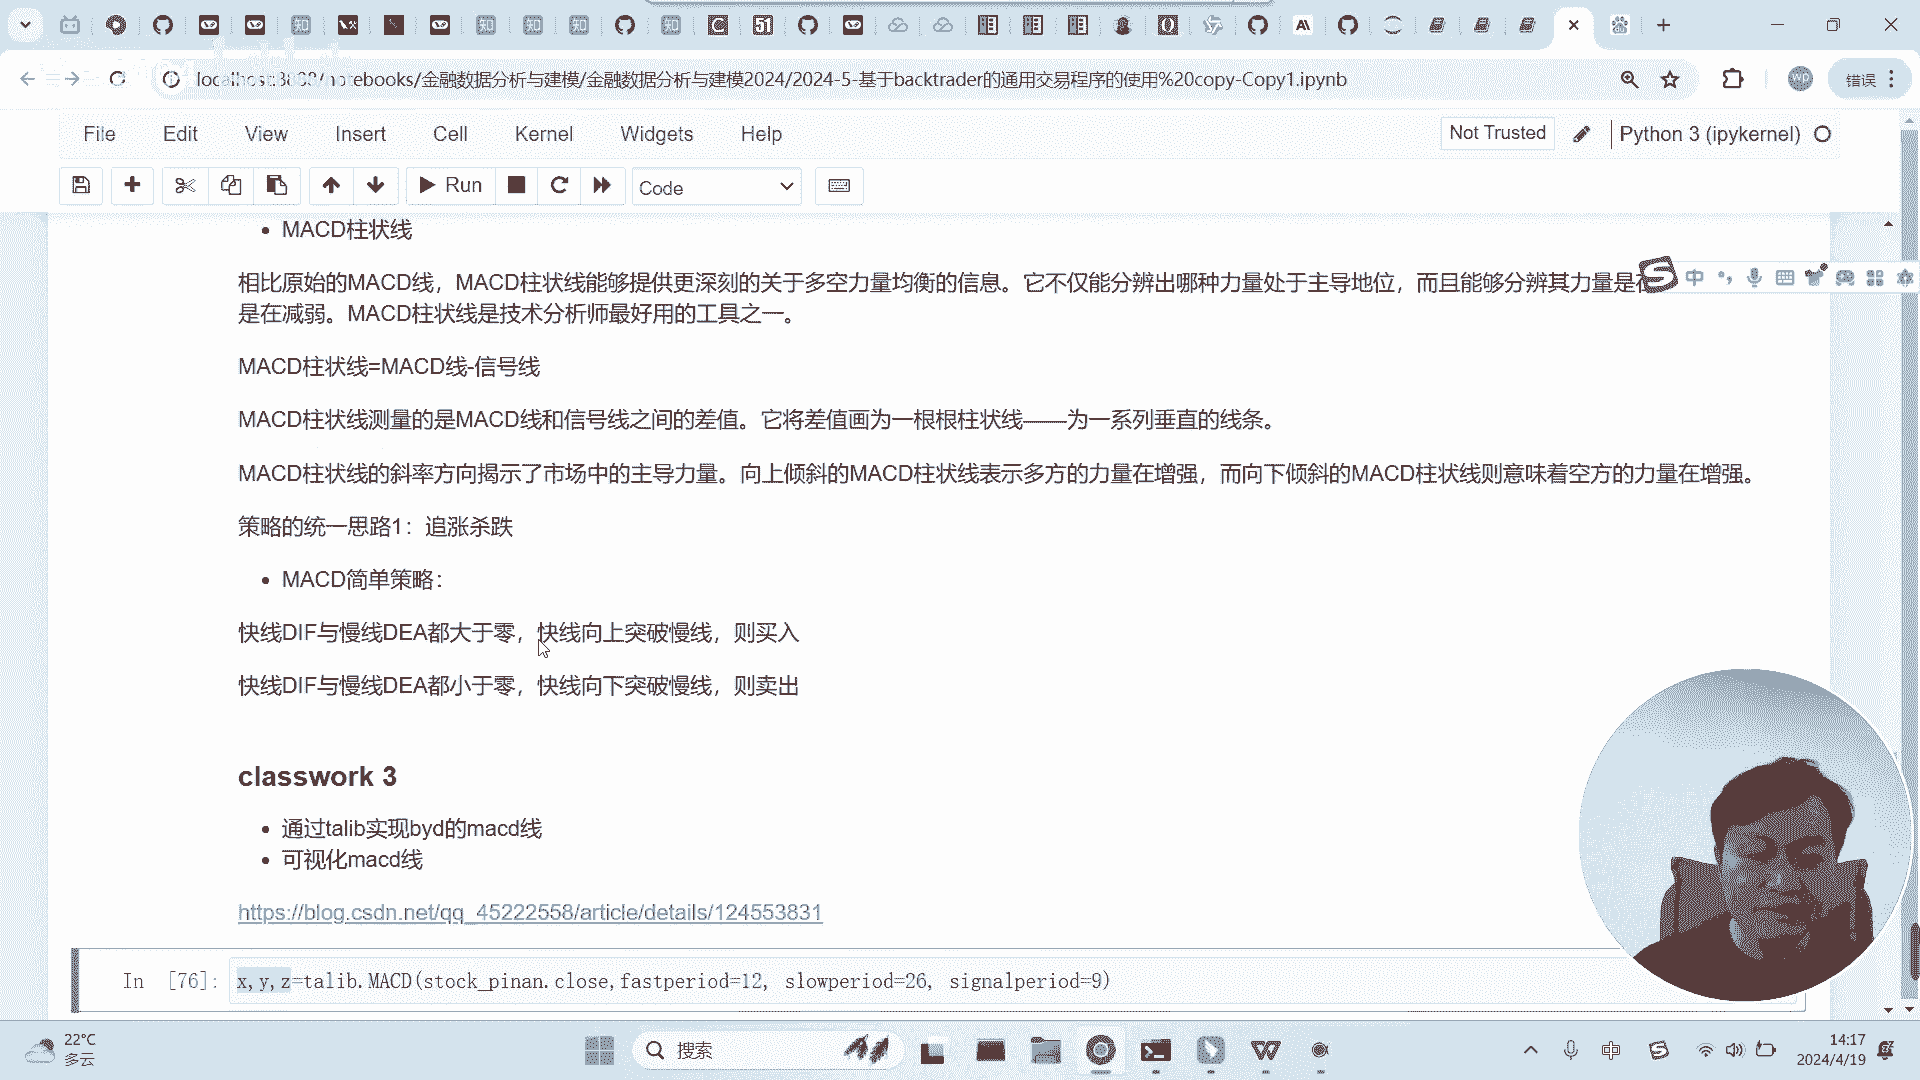 localhost:8888/notebooks/金融数据分析与建模/金融数据分析与建模2024/2024-5-基于backtrader的通用交易程序的使用%20copy-Copy1.ipynb
错误
File Edit View Insert Cell Kernel Widgets Help
Not Trusted
Python 3 (ipykernel)
Run
Code
MACD柱状线
相比原始的MACD线，MACD柱状线能够提供更深刻的关于多空力量均衡的信息。它不仅能分辨出哪种力量处于主导地位，而且能够分辨其力量是
是在减弱。MACD柱状线是技术分析师最好用的工具之一。
MACD柱状线=MACD线-信号线
MACD柱状线测量的是MACD线和信号线之间的差值。它将差值画为一根根柱状线——为一系列垂直的线条。
MACD柱状线的斜率方向揭示了市场中的主导力量。向上倾斜的MACD柱状线表示多方的力量在增强，而向下倾斜的MACD柱状线则意味着空方的力量在增强。
策略的统一思路1：追涨杀跌
MACD简单策略：
快线DIF与慢线DEA都大于零，快线向上突破慢线，则买入
快线DIF与慢线DEA都小于零，快线向下突破慢线，则卖出
classwork 3
通过talib实现byd的macd线
可视化macd线
https://blog.csdn.net/qq_45222558/article/details/124553831
In [76]: x,y,z=talib.MACD(stock_pinan.close,fastperiod=12, slowperiod=26, signalperiod=9)
22°C
多云
搜索
中
14:17
2024/4/19